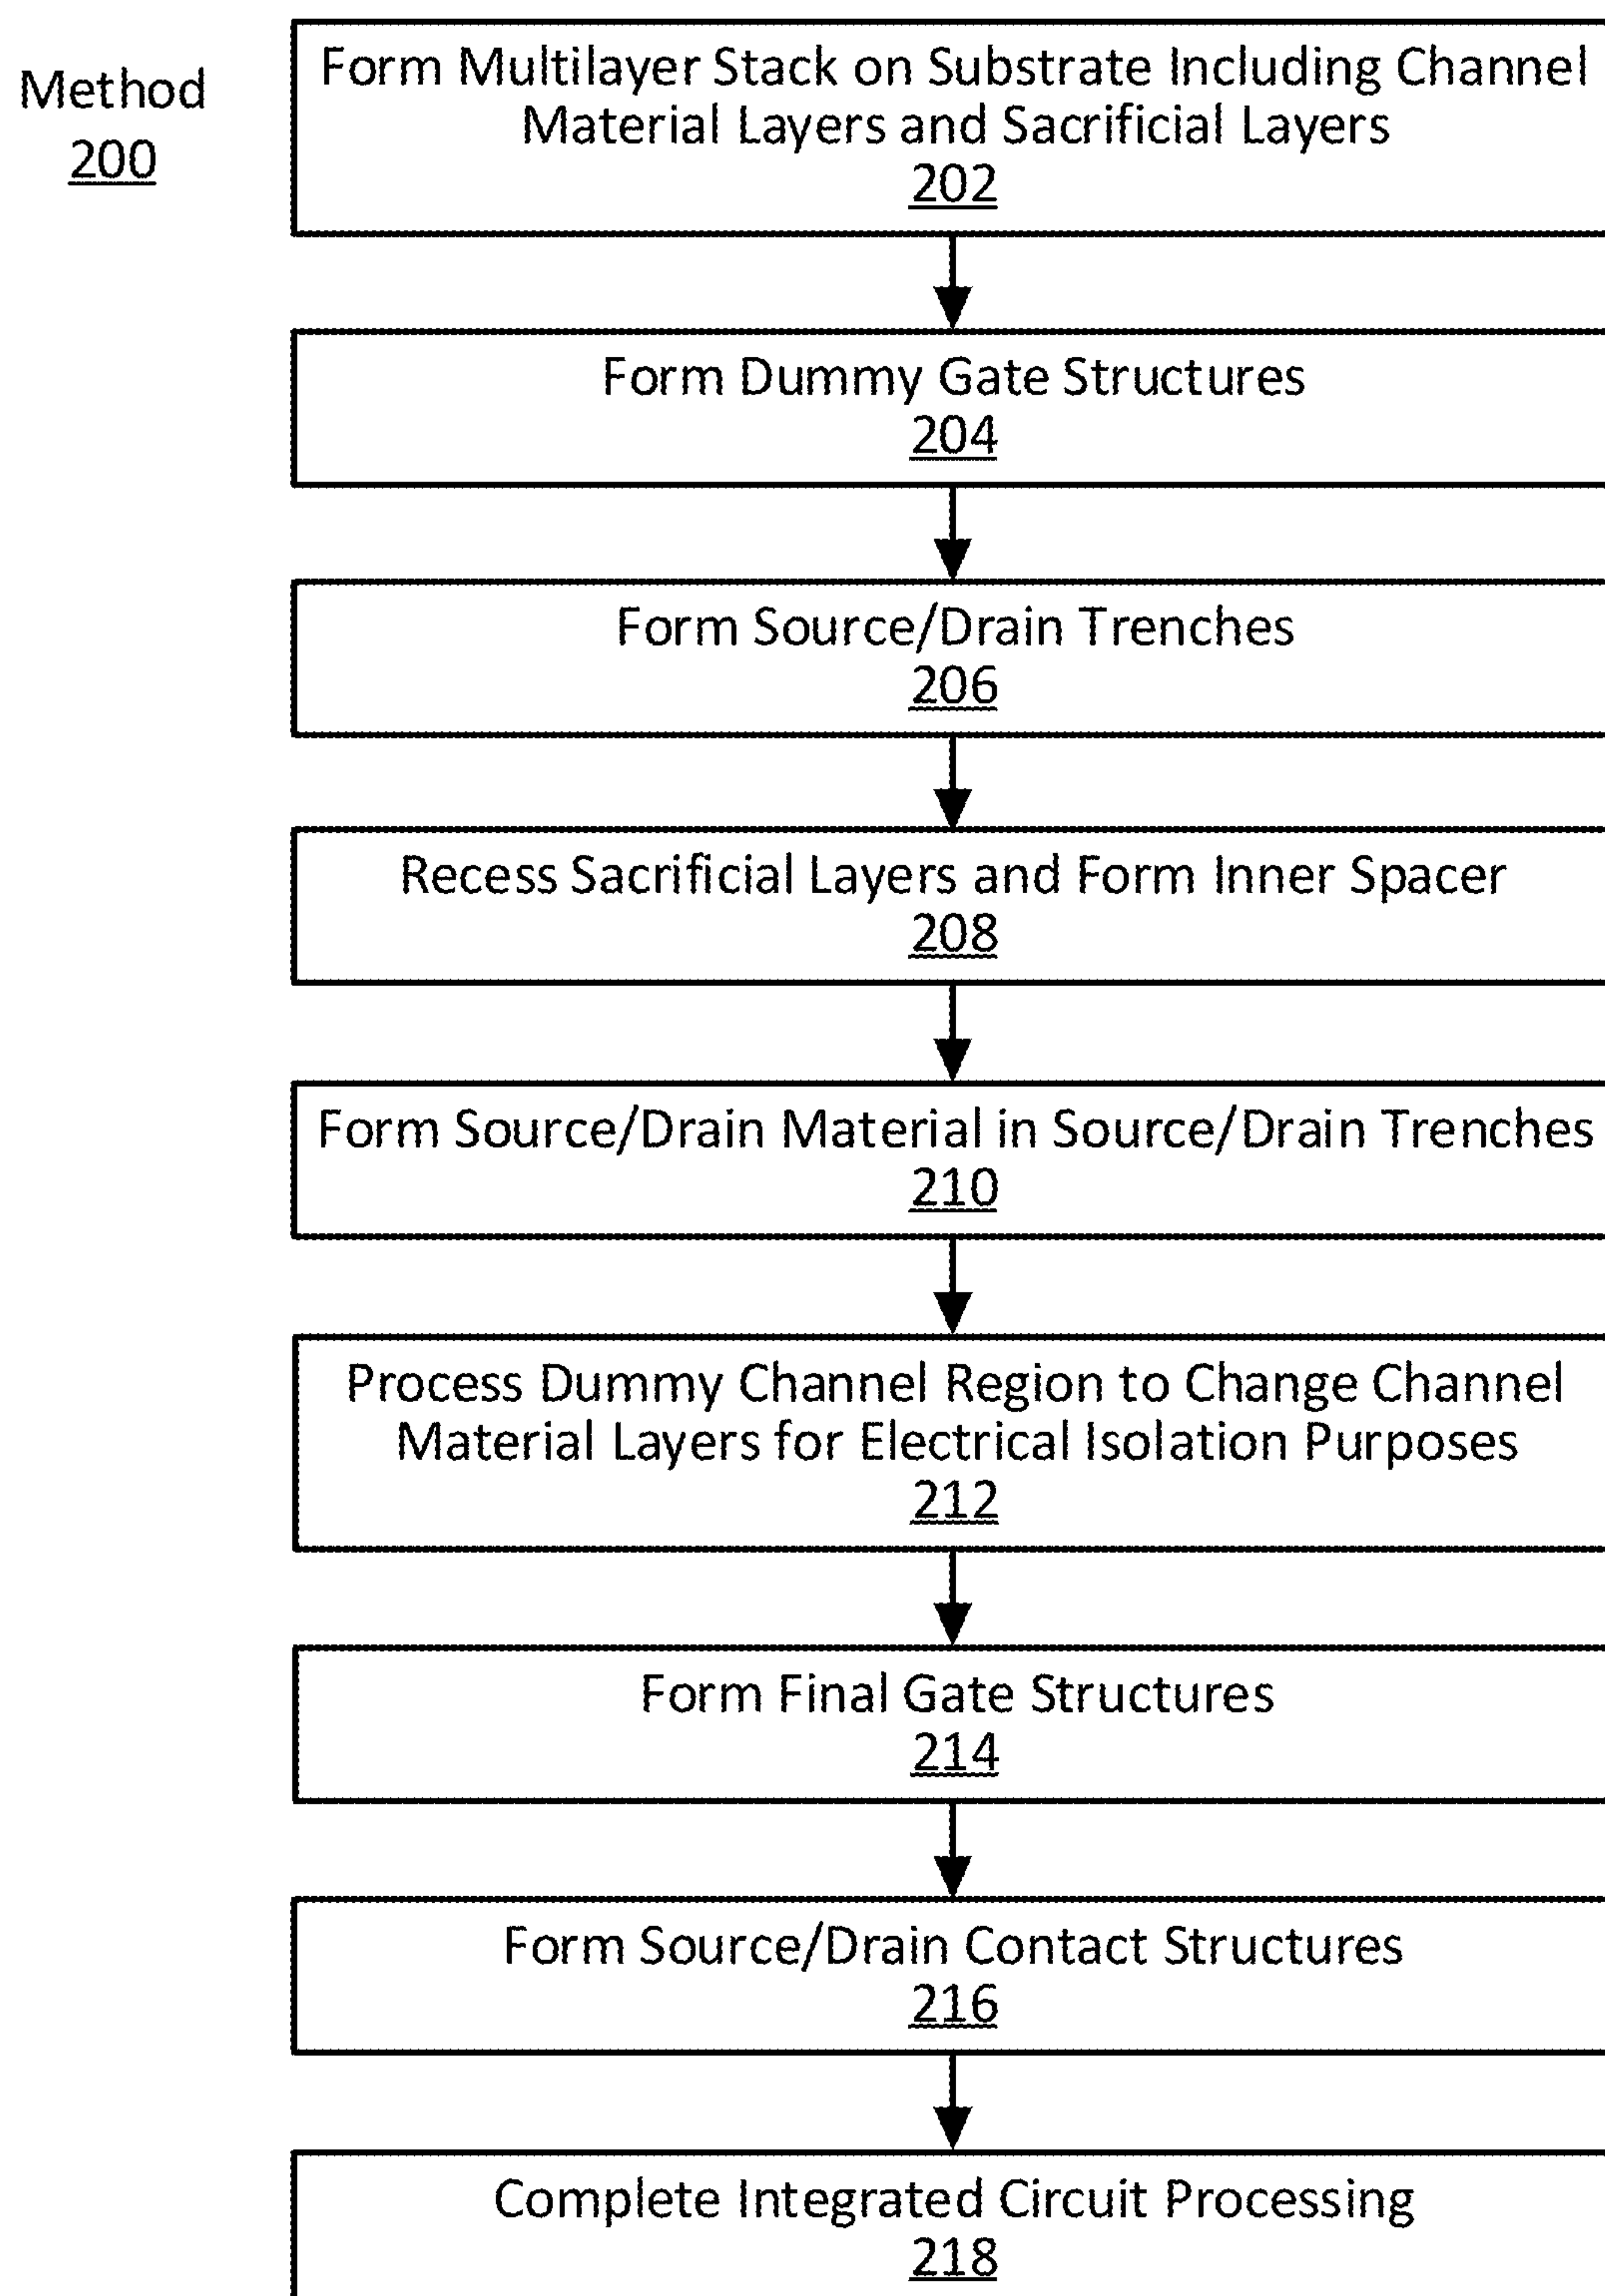 Method
200
Form Multilayer Stack on Substrate Including Channel
Material Layers and Sacrificial Layers
202
Form Dummy Gate Structures
204
Form Source/Drain Trenches
206
Recess Sacrificial Layers and Form Inner Spacer
208
Form Source/Drain Material in Source/Drain Trenches
210
Process Dummy Channel Region to Change Channel
Material Layers for Electrical Isolation Purposes
212
Form Final Gate Structures
214
Form Source/Drain Contact Structures
216
Complete Integrated Circuit Processing
218